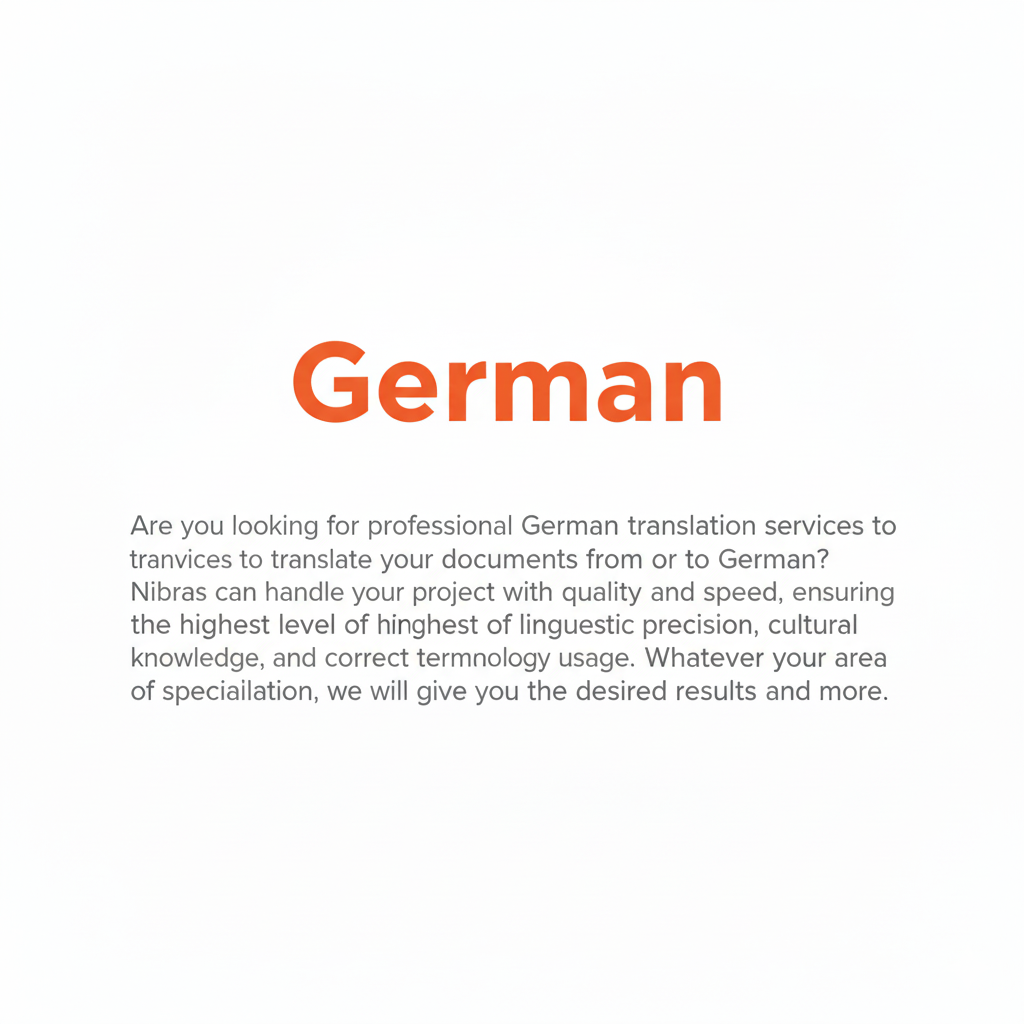 German
Are you looking for professional German translation services to
tranvices to translate your documents from or to German?
Nibras can handle your project with quality and speed, ensuring
the highest level of hinghest of linguestic precision, cultural
knowledge, and correct termnology usage. Whatever your area
of speciailation, we will give you the desired results and more.